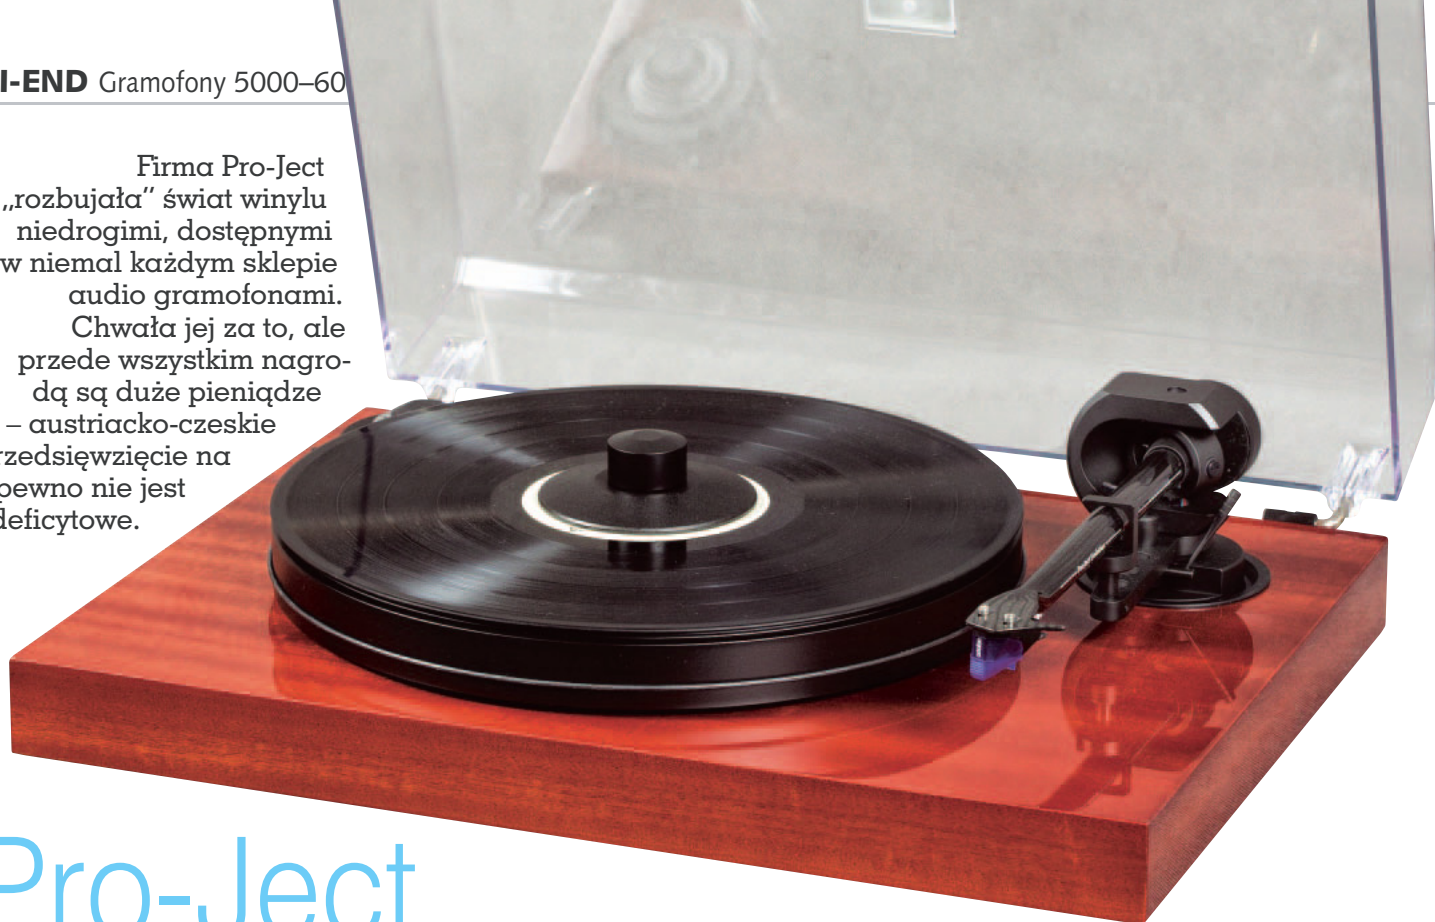 I-END Gramofony 5000–60
Firma Pro-Ject
„rozbujała” świat winylu
niedrogimi, dostępnymi
w niemal każdym sklepie
audio gramofonami.
Chwała jej za to, ale
przede wszystkim nagro-
dą są duże pieniądze
– austriacko-czeskie
rzedsięwzięcie na
pewno nie jest
deficytowe.
Pro-Ject